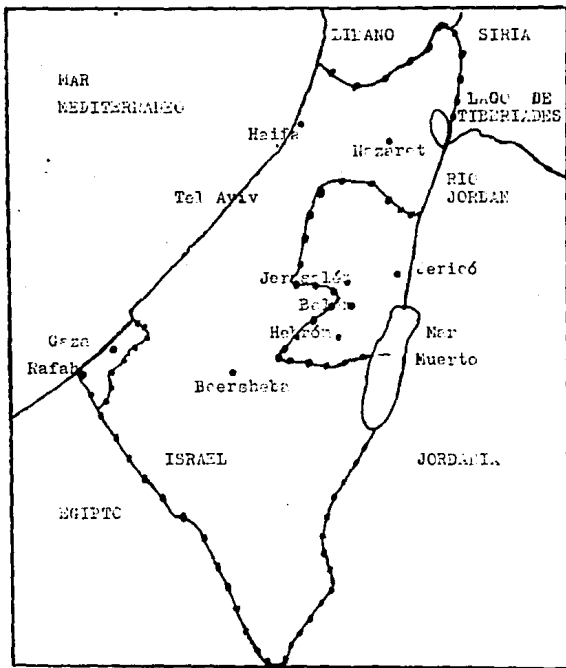 LIBANO
SIRIA
MAR
MEDITERRANEO
LAGO DE
TIBERIADES
Haifa
Nazaret
RIO
JORDAN
Tel Aviv
Jerusalén
Jericó
Belén
Hebrón
Mar
Muerto
Gaza
Rafah
Beersheba
ISRAEL
JORDANIA
EGIPTO